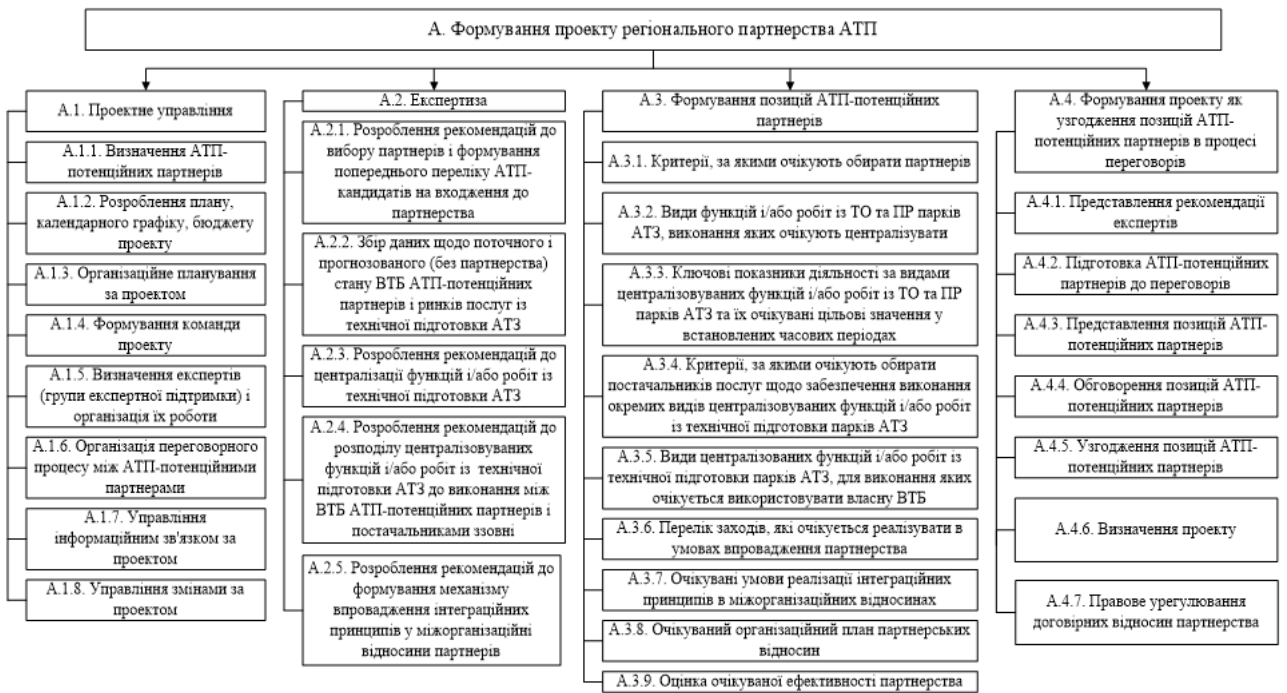 А. Формування проекту регіонального партнерства АТП
А.1. Проектне управління
А.1.1. Визначення АТП-
потенційних партнерів
А.1.2. Розроблення плану,
календарного графіку, бюджету
проекту
А.1.3. Організаційне планування
за проектом
А.1.4. Формування команди
проекту
А.1.5. Визначення експертів
(групи експертної підтримки) і
організація їх роботи
А.1.6. Організація переговорного
процесу між АТП-потенційними
партнерами
А.1.7. Управління
інформаційним зв'язком за
проектом
А.1.8. Управління змінами за
проектом
А.2. Експертиза
А.2.1. Розроблення рекомендацій до
вибору партнерів і формування
попереднього переліку АТП-
кандидатів на входження до
партнерства
А.2.2. Збір даних щодо поточного і
прогнозованого (без партнерства)
стану ВТБ АТП-потенційних
партнерів і ринків послуг із
технічної підготовки АТЗ
А.2.3. Розроблення рекомендацій до
централізації функцій і/або робіт із
технічної підготовки АТЗ
А.2.4. Розроблення рекомендацій до
розподілу централізовуваних
функцій і/або робіт із технічної
підготовки АТЗ до виконання між
ВТБ АТП-потенційних партнерів і
постачальниками ззовні
А.2.5. Розроблення рекомендацій до
формування механізму
впровадження інтеграційних
принципів у міжорганізаційні
відносини партнерів
А.3. Формування позицій АТП-потенційних
партнерів
А.3.1. Критерії, за якими очікують обирати партнерів
А.3.2. Види функцій і/або робіт із ТО та ПР парків
АТЗ, виконання яких очікують централізувати
А.3.3. Ключові показники діяльності за видами
централізовуваних функцій і/або робіт із ТО та ПР
парків АТЗ та їх очікувані цільові значення у
встановлених часових періодах
А.3.4. Критерії, за якими очікують обирати
постачальників послуг щодо забезпечення виконання
окремих видів централізовуваних функцій і/або робіт
із технічної підготовки парків АТЗ
А.3.5. Види централізованих функцій і/або робіт із
технічної підготовки парків АТЗ, для виконання яких
очікується використовувати власну ВТБ
А.3.6. Перелік заходів, які очікується реалізувати в
умовах впровадження партнерства
А.3.7. Очікувані умови реалізації інтеграційних
принципів в міжорганізаційних відносинах
А.3.8. Очікуваний організаційний план партнерських
відносин
А.3.9. Оцінка очікуваної ефективності партнерства
А.4. Формування проекту як
узгодження позицій АТП-
потенційних партнерів в процесі
переговорів
А.4.1. Представлення рекомендації
експертів
А.4.2. Підготовка АТП-потенційних
партнерів до переговорів
А.4.3. Представлення позицій АТП-
потенційних партнерів
А.4.4. Обговорення позицій АТП-
потенційних партнерів
А.4.5. Узгодження позицій АТП-
потенційних партнерів
А.4.6. Визначення проекту
А.4.7. Правове урегулювання
договірних відносин партнерства